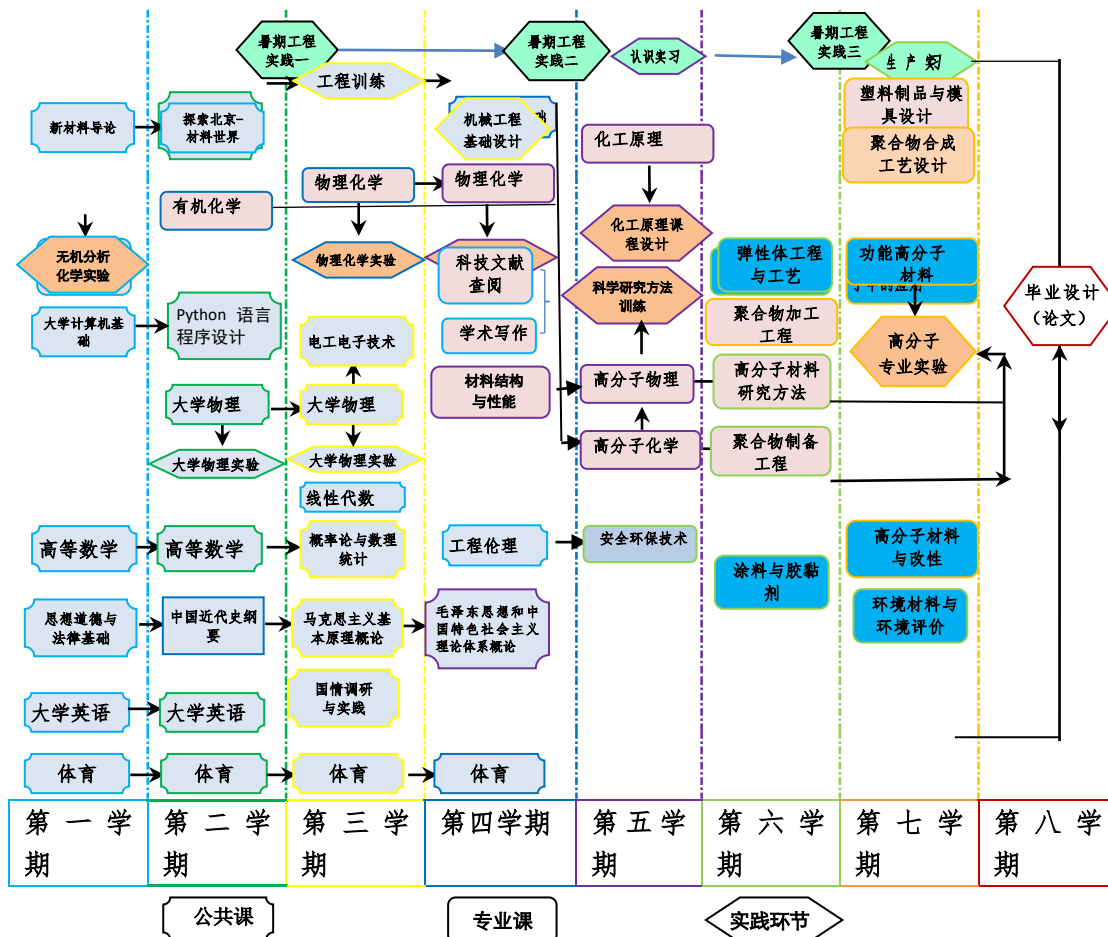 暑期工程
实践一
暑期工程
实践二
认识实习
暑期工程
实践三
生产实习
工程训练
新材料导论
探索北京-
材料世界
机械工程
基础设计
础
化工原理
塑料制品与模
具设计
聚合物合成
工艺设计
有机化学
物理化学
物理化学
无机分析
化学实验
物理化学实验
科技文献
查阅
化工原理课
程设计
弹性体工程
与工艺
功能高分子
材料
科学研究方法
训练
毕业设计
（论文）
大学计算机基
础
Python 语言
程序设计
电工电子技术
学术写作
聚合物加工
工程
高分子
专业实验
大学物理
大学物理
材料结构
与性能
高分子物理
高分子材料
研究方法
大学物理实验
大学物理实验
高分子化学
聚合物制备
工程
线性代数
高等数学
高等数学
概率论与数理
统计
工程伦理
安全环保技术
高分子材料
与改性
涂料与胶黏
剂
思想道德与
法律基础
中国近代史纲
要
马克思主义基
本原理概论
毛泽东思想和中
国特色社会主义
理论体系概论
环境材料与
环境评价
大学英语
大学英语
国情调研
与实践
体育
体育
体育
体育
第一学
期
第二学
期
第三学
期
第四学期
第五学
期
第六学
期
第七学
期
第八学
期
公共课
专业课
实践环节